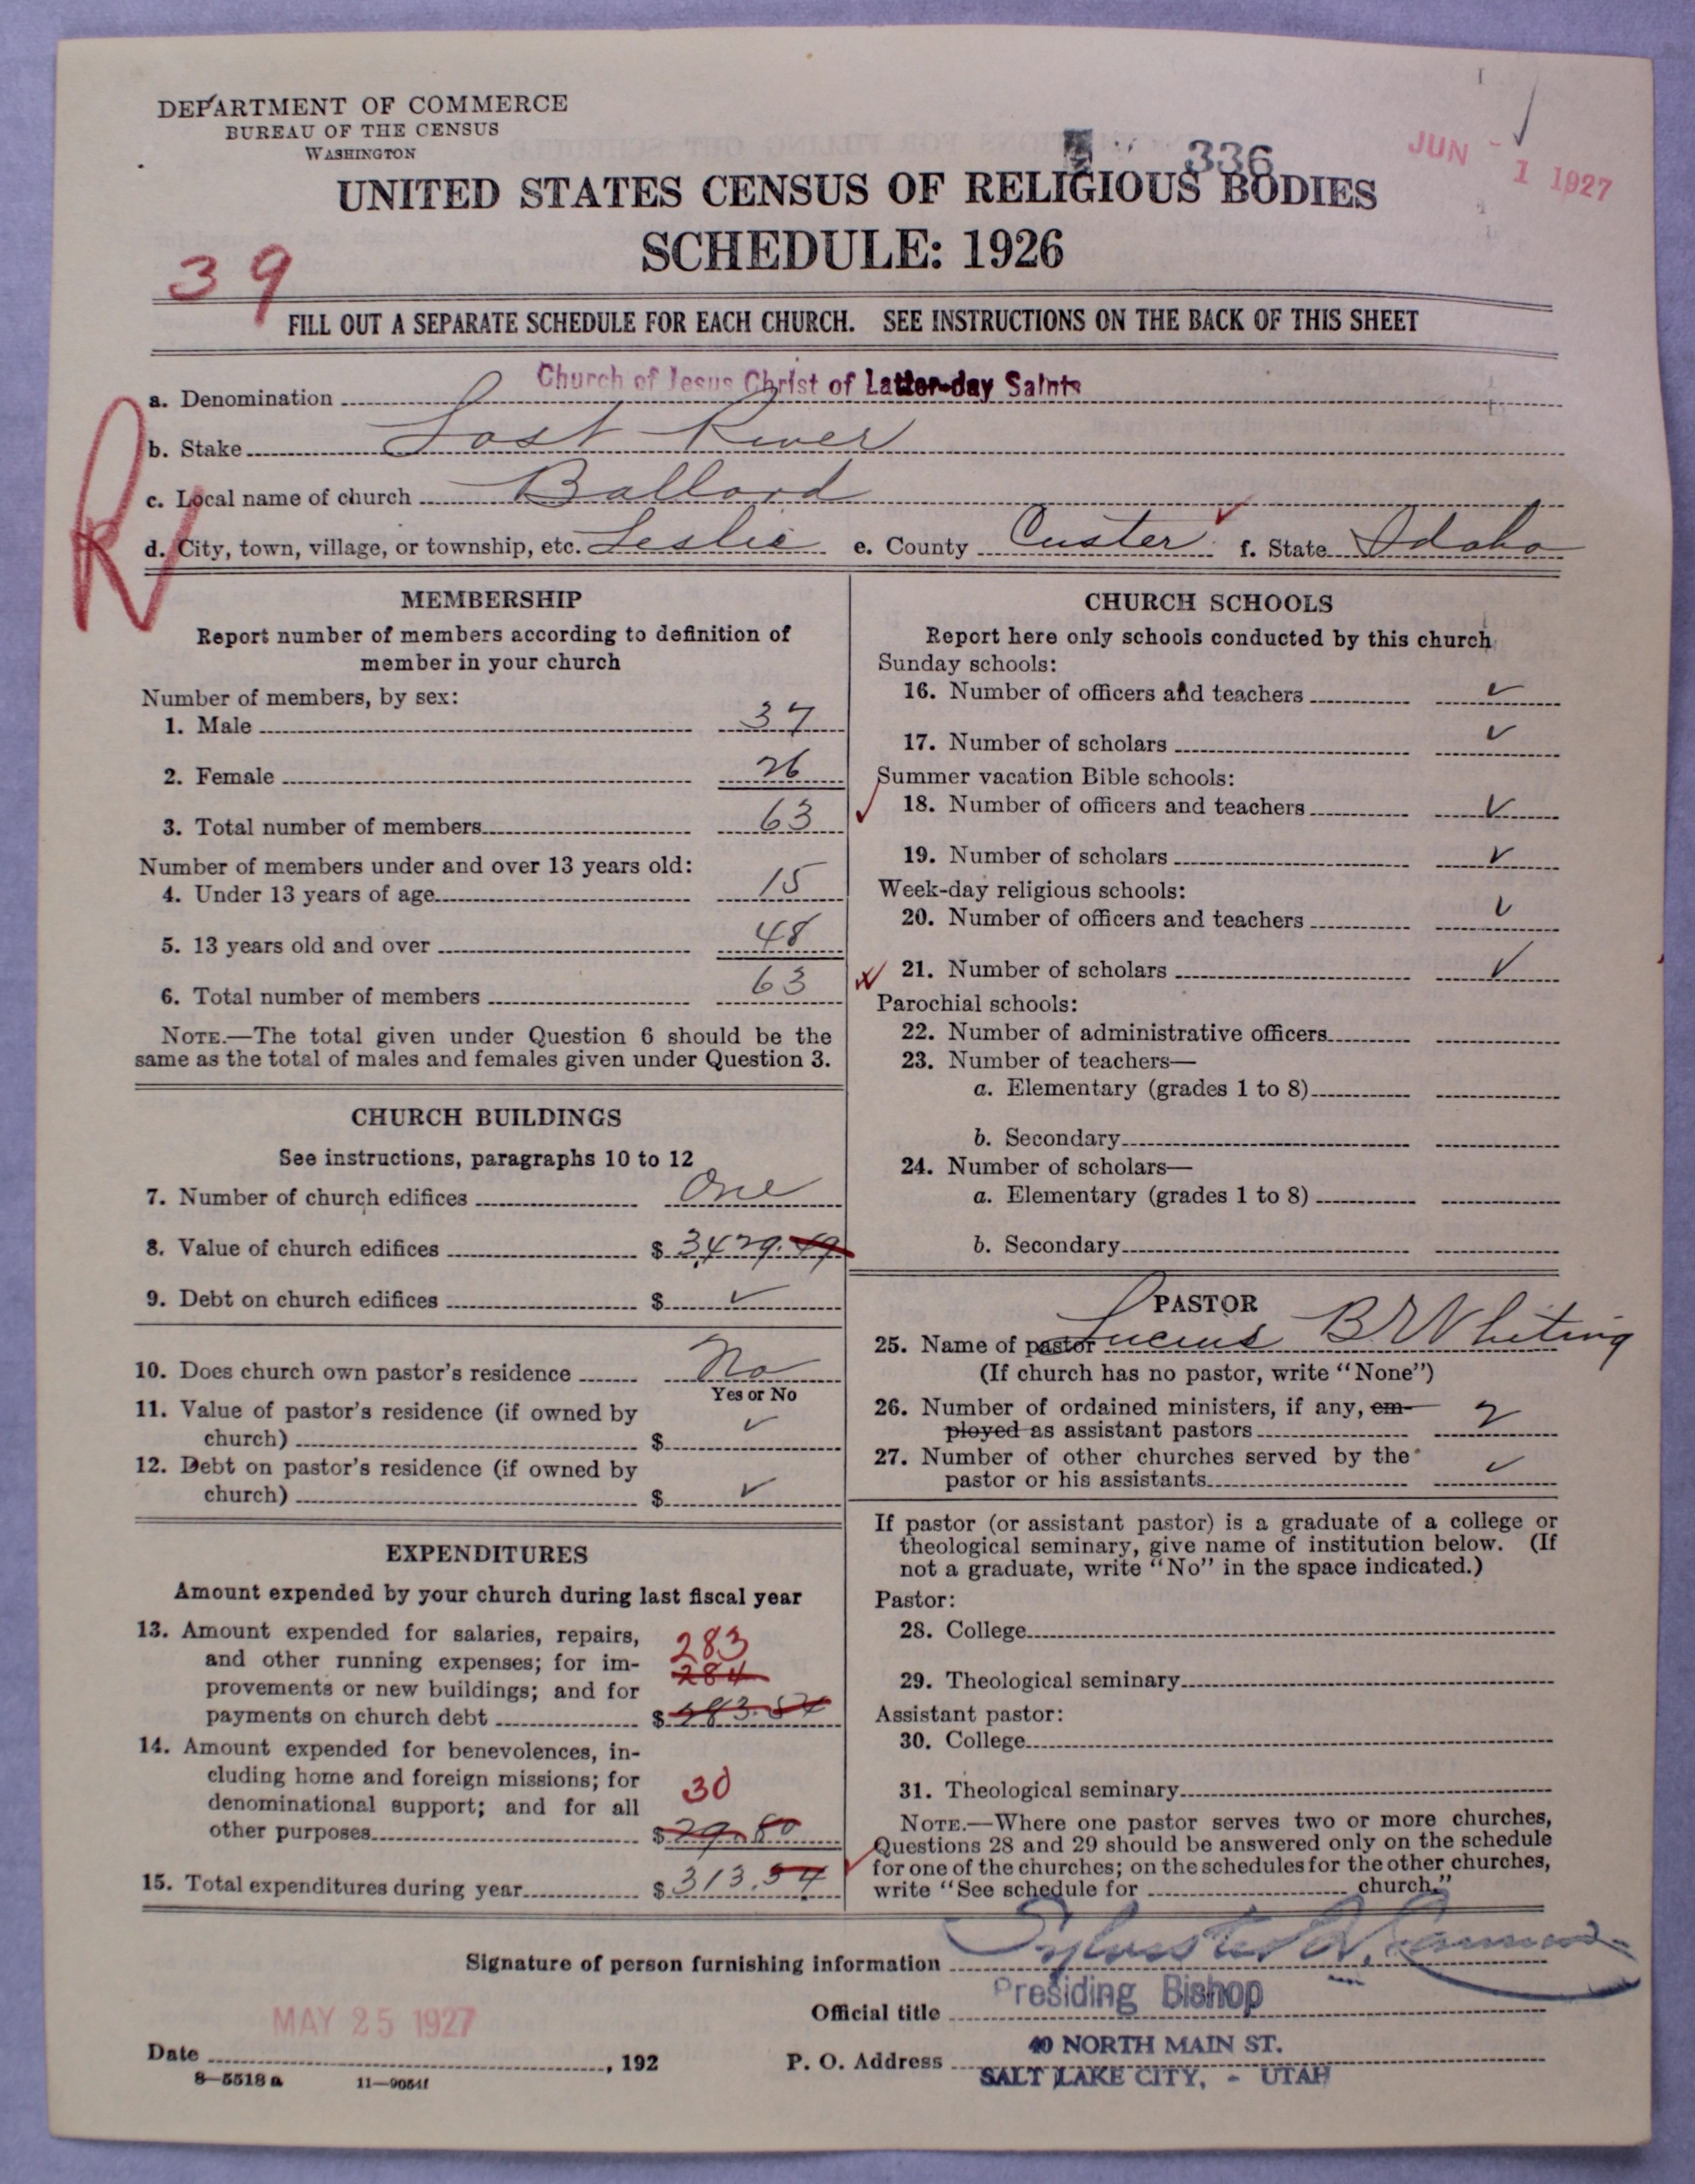 DEPARTMENT OF COMMERCE
BUREAU OF THE CENSUS
WASHINGTON
336
JUN - 1 1927
UNITED STATES CENSUS OF RELIGIOUS BODIES
SCHEDULE: 1926
39
FILL OUT A SEPARATE SCHEDULE FOR EACH CHURCH. SEE INSTRUCTIONS ON THE BACK OF THIS SHEET
a. Denomination Church of Jesus Christ of Latter-day Saints
b. Stake Lost River
c. Local name of church Ballard
d. City, town, village, or township, etc. Leslie e. County Custer f. State Idaho
R
MEMBERSHIP
Report number of members according to definition of
member in your church
Number of members, by sex:
1. Male 37
2. Female 26
3. Total number of members 63
Number of members under and over 13 years old:
4. Under 13 years of age 15
5. 13 years old and over 48
6. Total number of members 63
NOTE.—The total given under Question 6 should be the
same as the total of males and females given under Question 3.
CHURCH BUILDINGS
See instructions, paragraphs 10 to 12
7. Number of church edifices One
8. Value of church edifices $ 3,429.49
9. Debt on church edifices $ ✓
10. Does church own pastor's residence No
Yes or No
11. Value of pastor's residence (if owned by
church) $ ✓
12. Debt on pastor's residence (if owned by
church) $ ✓
EXPENDITURES
Amount expended by your church during last fiscal year
13. Amount expended for salaries, repairs,
and other running expenses; for im-
provements or new buildings; and for
payments on church debt $ 283.54
283
284
14. Amount expended for benevolences, in-
cluding home and foreign missions; for
denominational support; and for all
other purposes $ 29.80
30
15. Total expenditures during year $ 313.54
CHURCH SCHOOLS
Report here only schools conducted by this church
Sunday schools:
16. Number of officers and teachers ✓
17. Number of scholars ✓
Summer vacation Bible schools:
18. Number of officers and teachers ✓
19. Number of scholars ✓
Week-day religious schools:
20. Number of officers and teachers ✓
21. Number of scholars ✓
Parochial schools:
22. Number of administrative officers
23. Number of teachers—
a. Elementary (grades 1 to 8)
b. Secondary
24. Number of scholars—
a. Elementary (grades 1 to 8)
b. Secondary
PASTOR
25. Name of pastor Lucius B Whiting
(If church has no pastor, write "None")
26. Number of ordained ministers, if any, em-
ployed as assistant pastors 2
27. Number of other churches served by the
pastor or his assistants ✓
If pastor (or assistant pastor) is a graduate of a college or
theological seminary, give name of institution below. (If
not a graduate, write "No" in the space indicated.)
Pastor:
28. College
29. Theological seminary
Assistant pastor:
30. College
31. Theological seminary
NOTE.—Where one pastor serves two or more churches,
Questions 28 and 29 should be answered only on the schedule
for one of the churches; on the schedules for the other churches,
write "See schedule for church."
Signature of person furnishing information Sylvester Q. Cannon
Official title Presiding Bishop
MAY 25 1927
Date , 192
P. O. Address 40 NORTH MAIN ST.
SALT LAKE CITY, - UTAH
8—5518 a 11—9054f